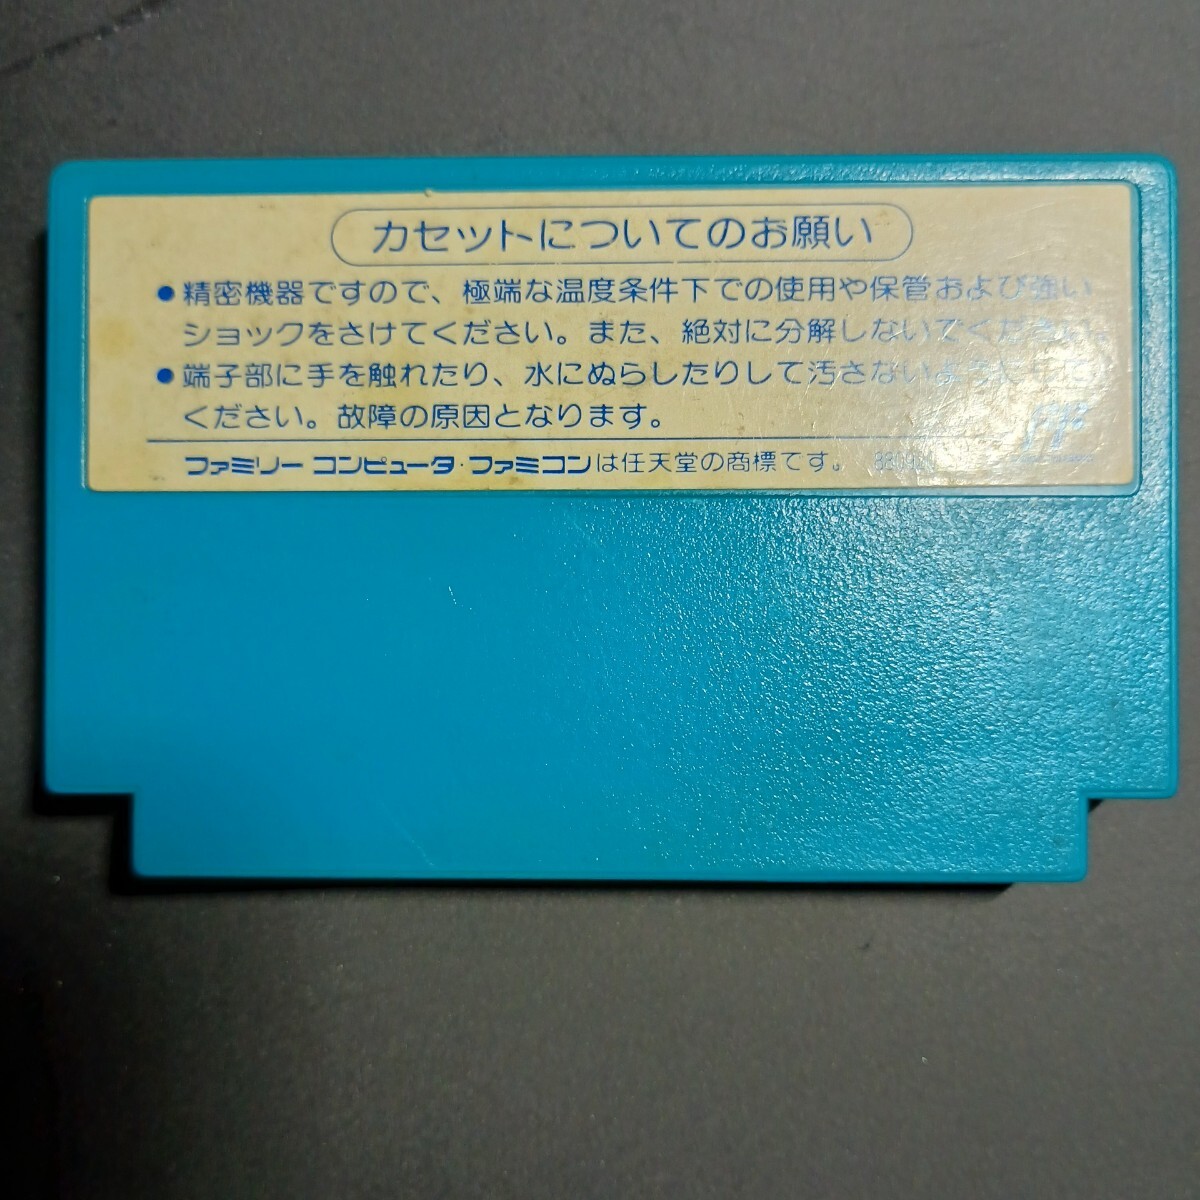 カセットについてのお願い
●精密機器ですので、極端な温度条件下での使用や保管および強い
ショックをさけてください。また、絶対に分解しないでください。
●端子部に手を触れたり、水にぬらしたりして汚さないように
ください。故障の原因となります。
ファミリー コンピュータ・ファミコンは任天堂の商標です。
FF